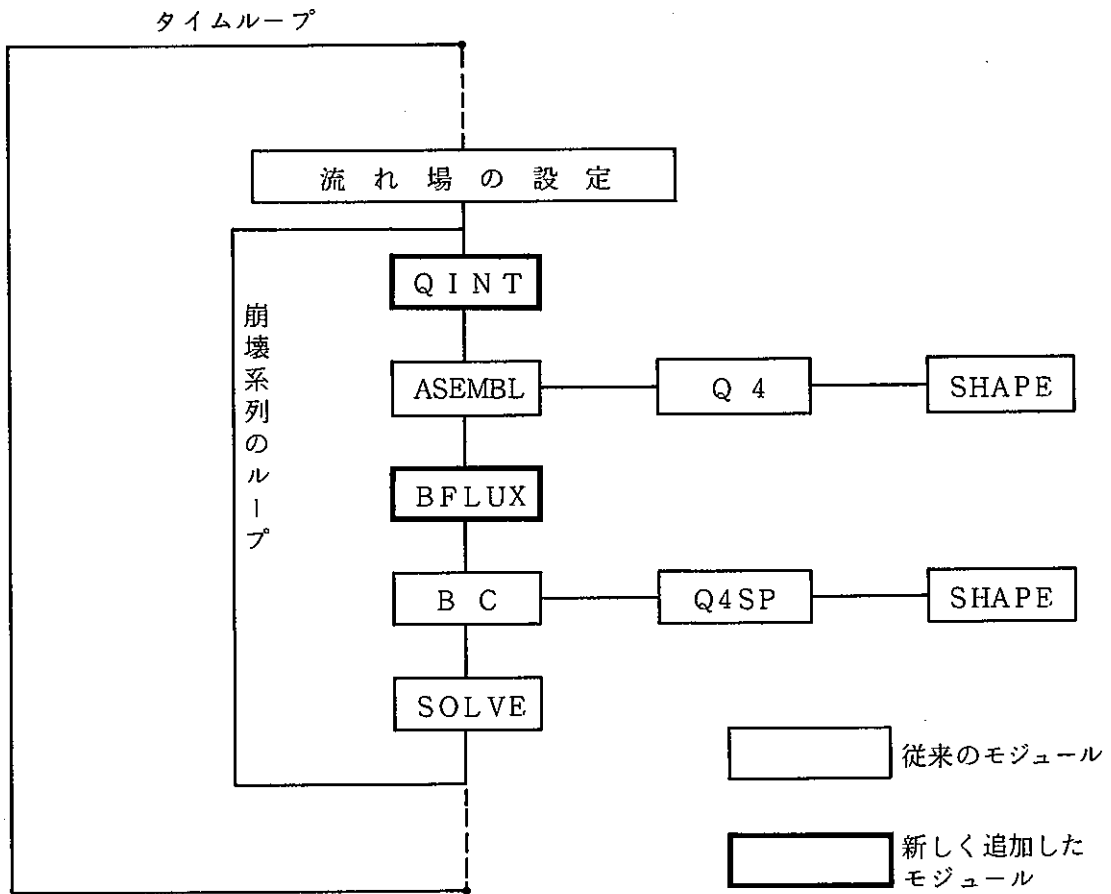 タイムループ
流れ場の設定
QINT
崩壊系列のループ
ASEMBL
Q4
SHAPE
BFLUX
BC
Q4SP
SHAPE
SOLVE
従来のモジュール
新しく追加した
モジュール